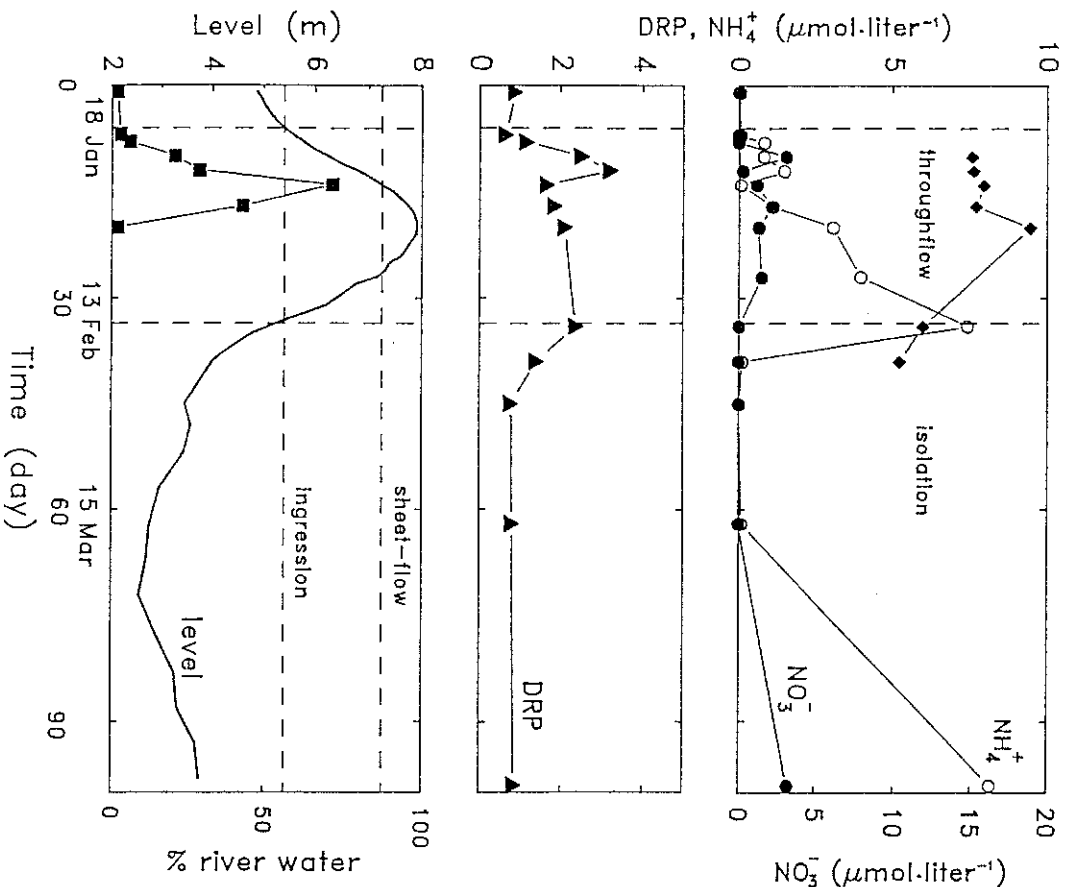 Level (m)
2 4 6 8
DRP, NH₄⁺ (μmol·liter⁻¹)
0 2 4
0 5 10
0
18 Jan
30
13 Feb
60
15 Mar
90
Time (day)
throughflow
isolation
sheet-flow
ingression
level
DRP
NO₃⁻
NH₄⁺
0 50 100
% river water
0 5 10 15 20
NO₃⁻ (μmol·liter⁻¹)